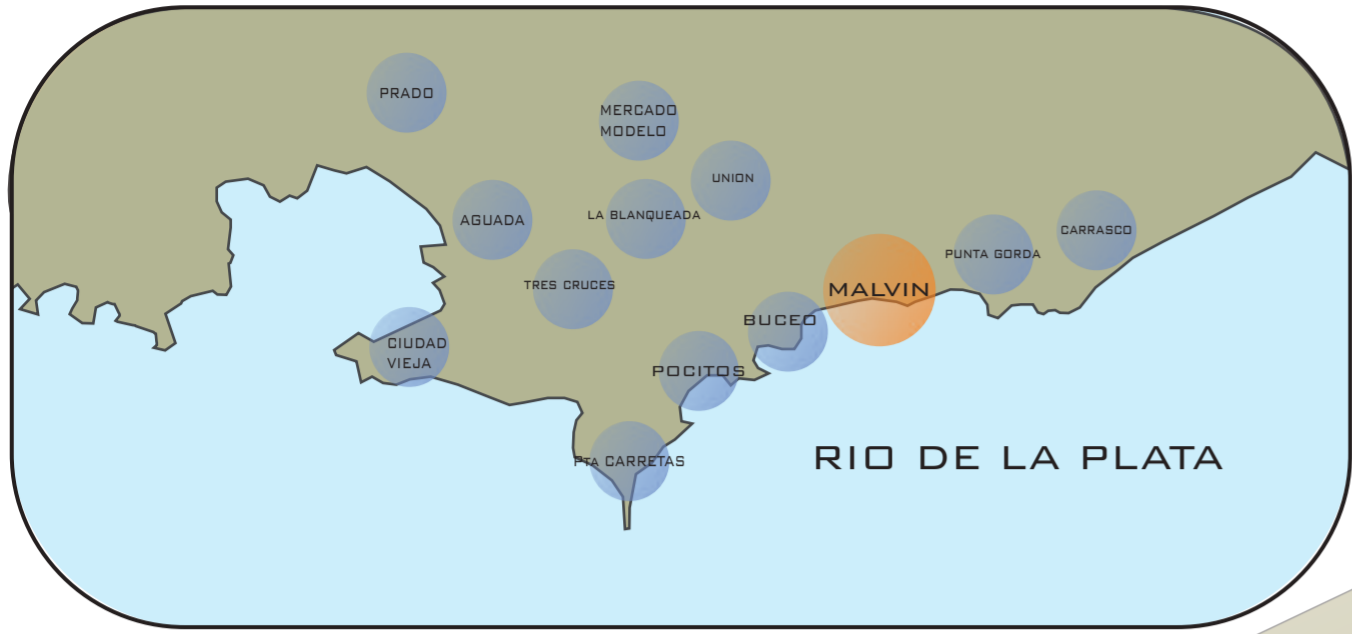 PRADO
MERCADO
MODELO
UNION
AGUADA
LA BLANQUEADA
CARRASCO
PUNTA GORDA
TRES CRUCES
MALVIN
BUCEO
CIUDAD
VIEJA
POCITOS
PTA CARRETAS
RIO DE LA PLATA